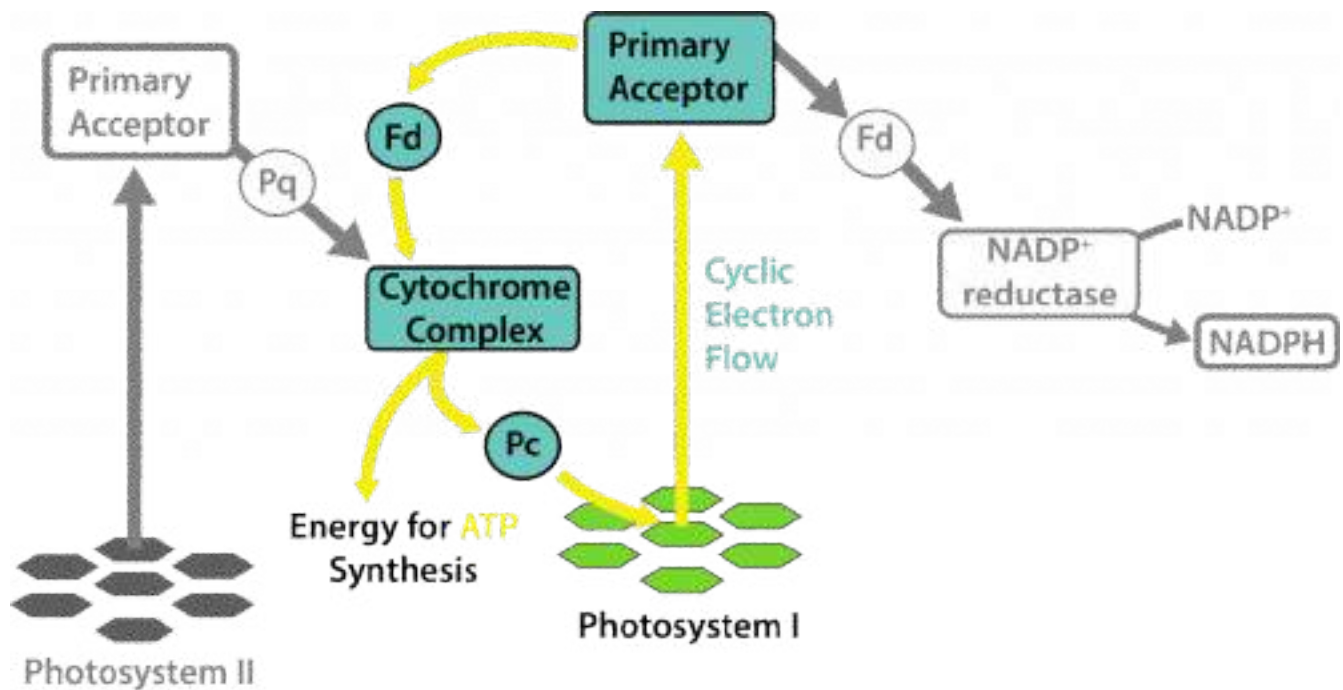 Primary
Acceptor
Pq
Photosystem II
Fd
Cytochrome
Complex
Energy for ATP
Synthesis
Pc
Primary
Acceptor
Cyclic
Electron
Flow
Photosystem I
Fd
NADP⁺
reductase
NADP⁺
NADPH